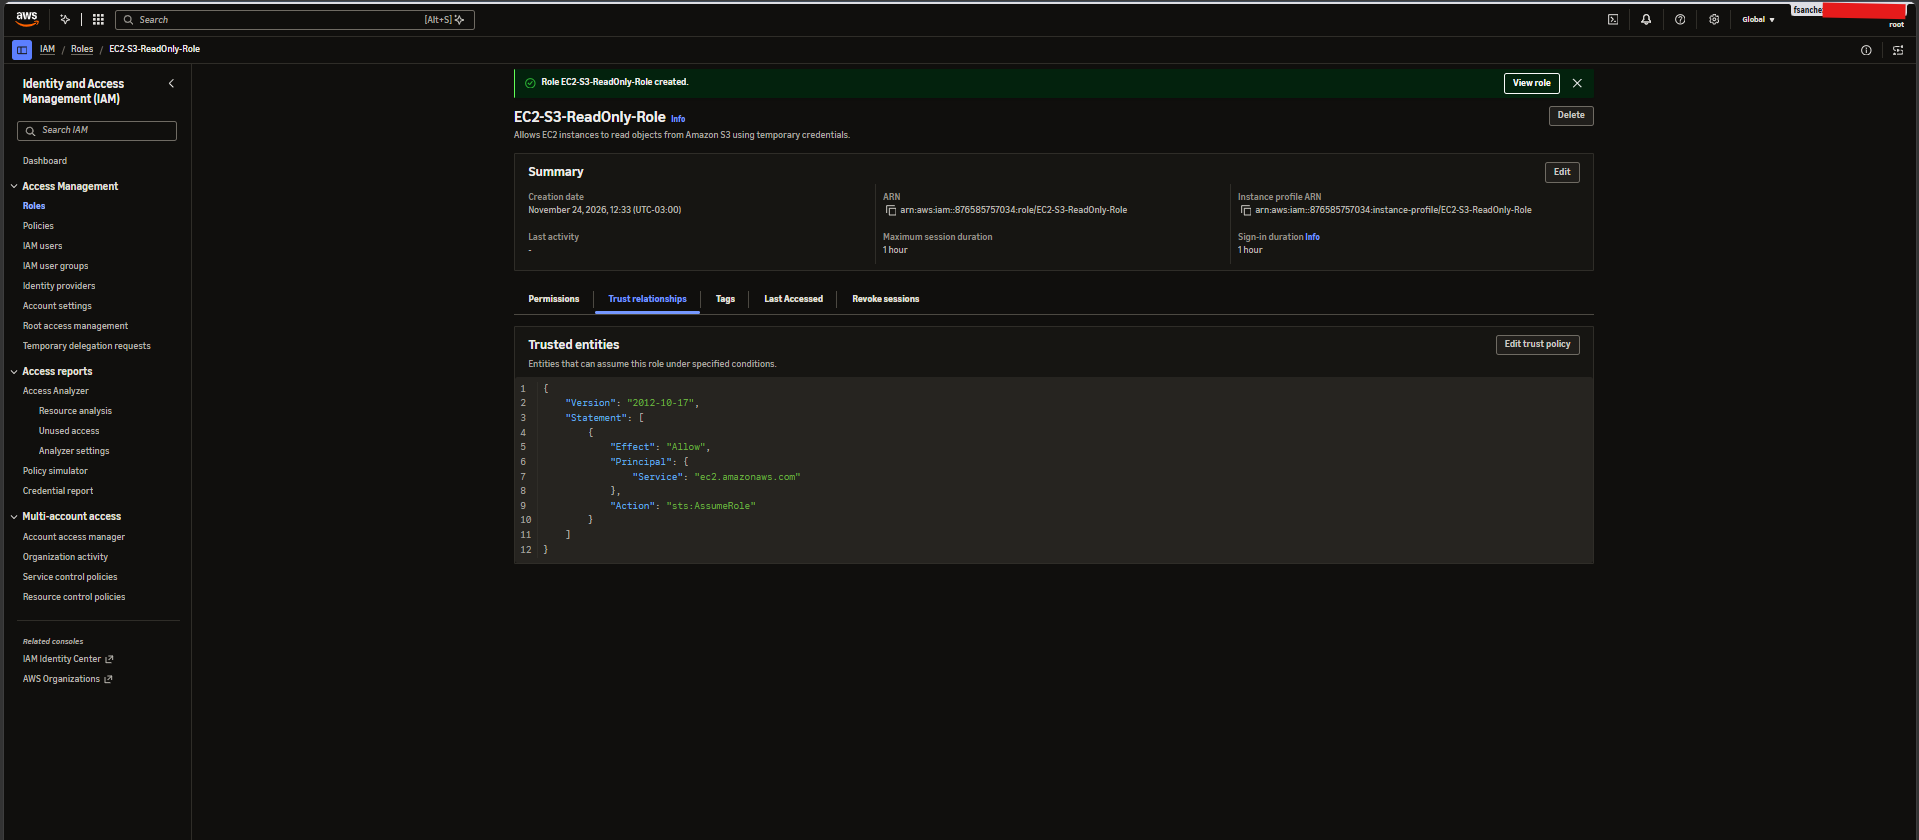 aws
Search
[Alt+S]
Global
fsanche
root
IAM / Roles / EC2-S3-ReadOnly-Role
Identity and Access
Management (IAM)
Search IAM
Dashboard
Access Management
Roles
Policies
IAM users
IAM user groups
Identity providers
Account settings
Root access management
Temporary delegation requests
Access reports
Access Analyzer
Resource analysis
Unused access
Analyzer settings
Policy simulator
Credential report
Multi-account access
Account access manager
Organization activity
Service control policies
Resource control policies
Related consoles
IAM Identity Center
AWS Organizations
Role EC2-S3-ReadOnly-Role created.
View role
EC2-S3-ReadOnly-Role Info
Delete
Allows EC2 instances to read objects from Amazon S3 using temporary credentials.
Summary
Edit
Creation date
November 24, 2026, 12:33 (UTC-03:00)
Last activity
-
ARN
arn:aws:iam::876585757034:role/EC2-S3-ReadOnly-Role
Maximum session duration
1 hour
Instance profile ARN
arn:aws:iam::876585757034:instance-profile/EC2-S3-ReadOnly-Role
Sign-in duration Info
1 hour
Permissions
Trust relationships
Tags
Last Accessed
Revoke sessions
Trusted entities
Edit trust policy
Entities that can assume this role under specified conditions.
1 {
2 "Version": "2012-10-17",
3 "Statement": [
4 {
5 "Effect": "Allow",
6 "Principal": {
7 "Service": "ec2.amazonaws.com"
8 },
9 "Action": "sts:AssumeRole"
10 }
11 ]
12 }